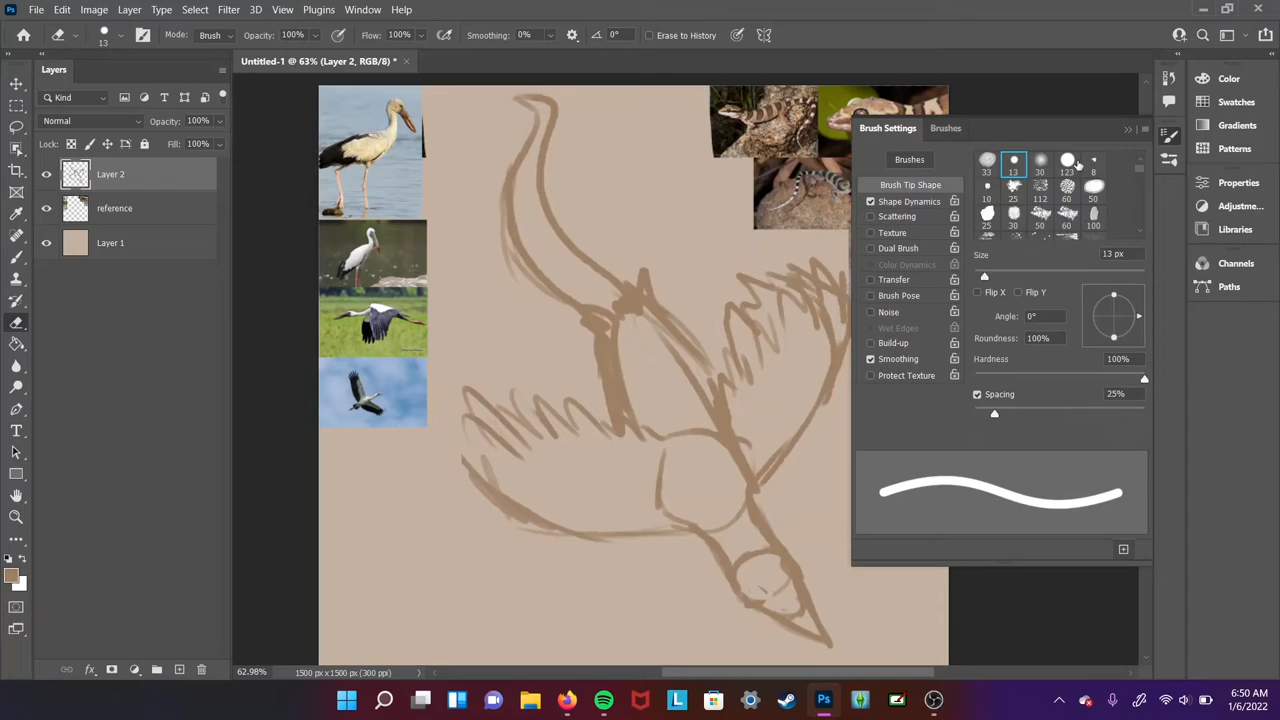 Ps File Edit Image Layer Type Select Filter 3D View Plugins Window Help
13 Mode: Brush Opacity: 100% Flow: 100% Smoothing: 0% 0° Erase to History
Layers
Untitled-1 @ 63% (Layer 2, RGB/8) *
Kind
Normal Opacity: 100%
Lock: Fill: 100%
Layer 2
reference
Layer 1
Brush Settings Brushes
Brushes
Brush Tip Shape
Shape Dynamics
Scattering
Texture
Dual Brush
Color Dynamics
Transfer
Brush Pose
Noise
Wet Edges
Build-up
Smoothing
Protect Texture
33 13 30 123 8
10 25 112 60 50
25 30 50 60 100
Size 13 px
Flip X Flip Y
Angle: 0°
Roundness: 100%
Hardness 100%
Spacing 25%
Color
Swatches
Gradients
Patterns
Properties
Adjustme...
Libraries
Channels
Paths
62.98% 1500 px x 1500 px (300 ppi)
L Ps
6:50 AM
1/6/2022